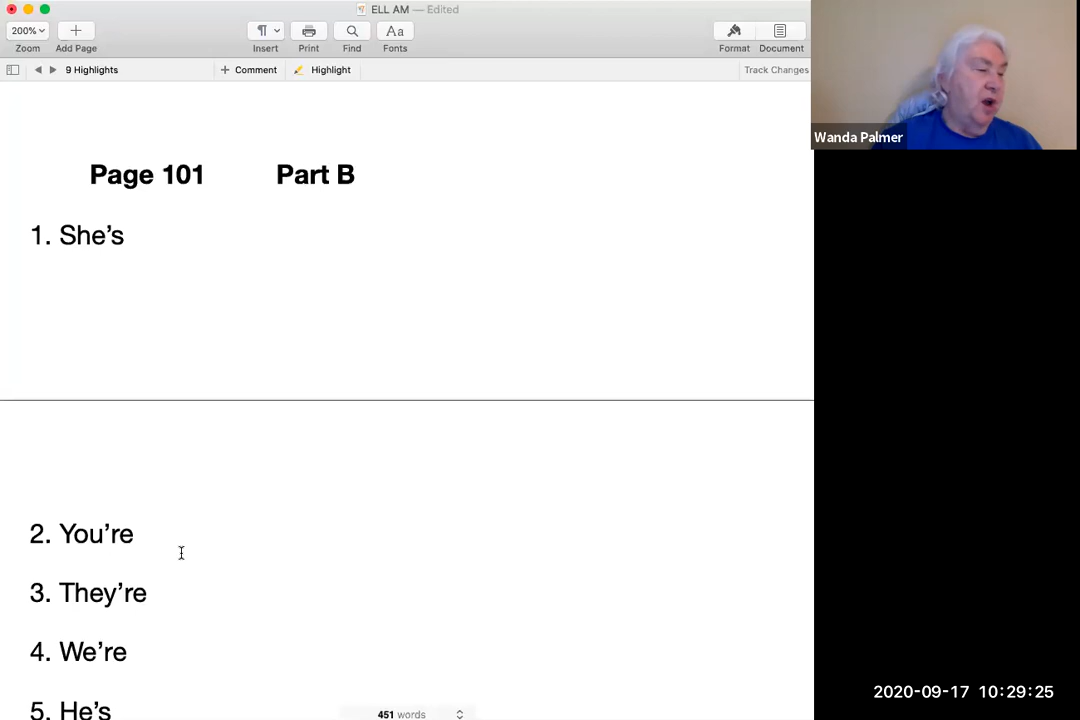 ELL AM — Edited
200%
Zoom
Add Page
Insert
Print
Find
Aa
Fonts
Format
Document
9 Highlights
+ Comment
Highlight
Track Changes
Wanda Palmer
Page 101 Part B
1. She’s
2. You’re
3. They’re
4. We’re
5. He’s
451 words
2020-09-17 10:29:25